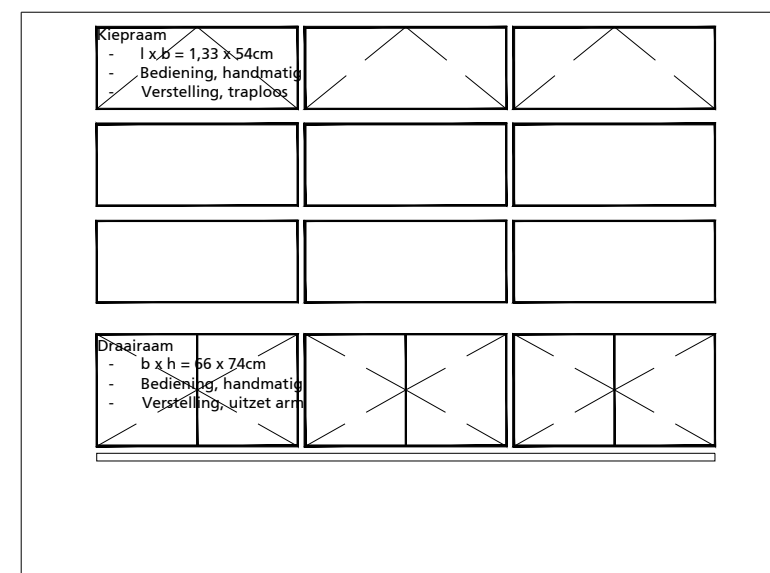 Kiepraam
- l x b = 1,33 x 54cm
- Bediening, handmatig
- Verstelling, traploos
Draairaam
- b x h = 66 x 74cm
- Bediening, handmatig
- Verstelling, uitzet arm